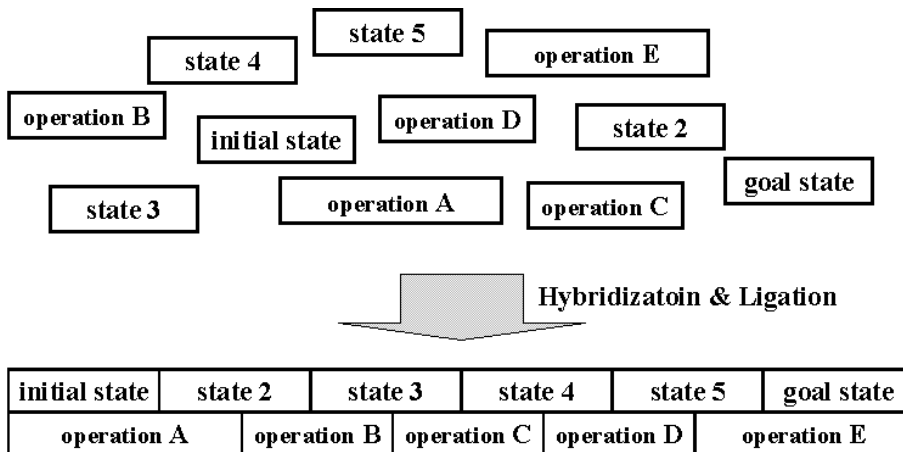 state 5
state 4
operation E
operation B
operation D
initial state
state 2
goal state
state 3
operation A
operation C
Hybridizatoin & Ligation
initial state state 2 state 3 state 4 state 5 goal state
operation A operation B operation C operation D operation E